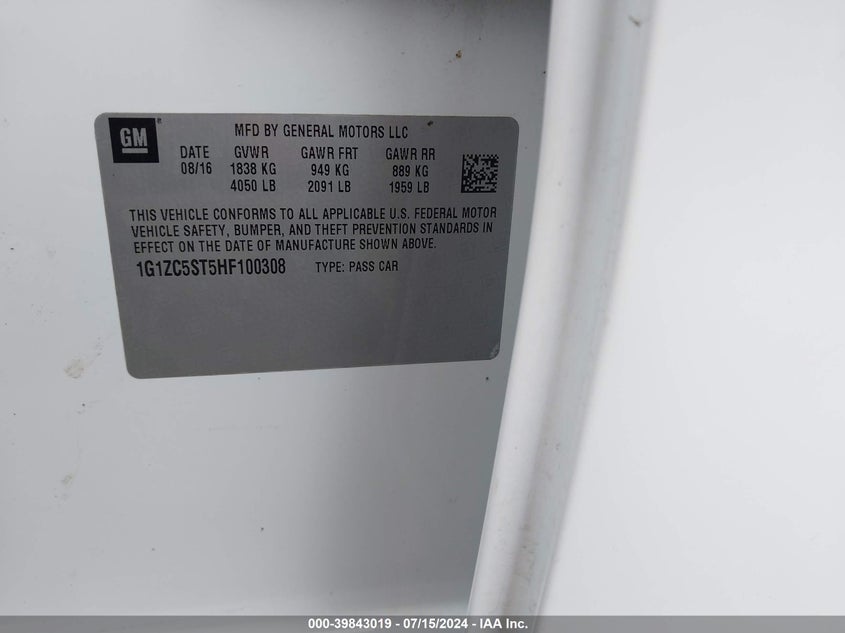 GM
MFD BY GENERAL MOTORS LLC
DATE GVWR GAWR FRT GAWR RR
08/16 1838 KG 949 KG 889 KG
4050 LB 2091 LB 1959 LB
THIS VEHICLE CONFORMS TO ALL APPLICABLE U.S. FEDERAL MOTOR
VEHICLE SAFETY, BUMPER, AND THEFT PREVENTION STANDARDS IN
EFFECT ON THE DATE OF MANUFACTURE SHOWN ABOVE.
1G1ZC5ST5HF100308 TYPE: PASS CAR
000-39843019 - 07/15/2024 - IAA Inc.